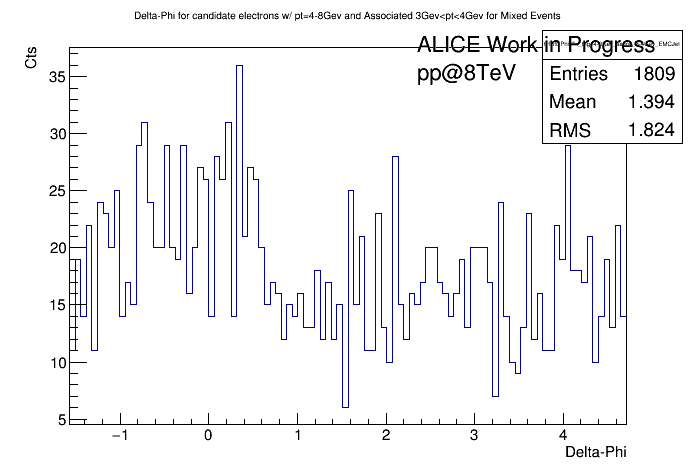 Delta-Phi for candidate electrons w/ pt=4-8Gev and Associated 3Gev<pt<4Gev for Mixed Events
Cts
ALICE Work in Progress
pp@8TeV
Entries 1809
Mean 1.394
RMS 1.824
35
30
25
20
15
10
5
−1 0 1 2 3 4
Delta-Phi